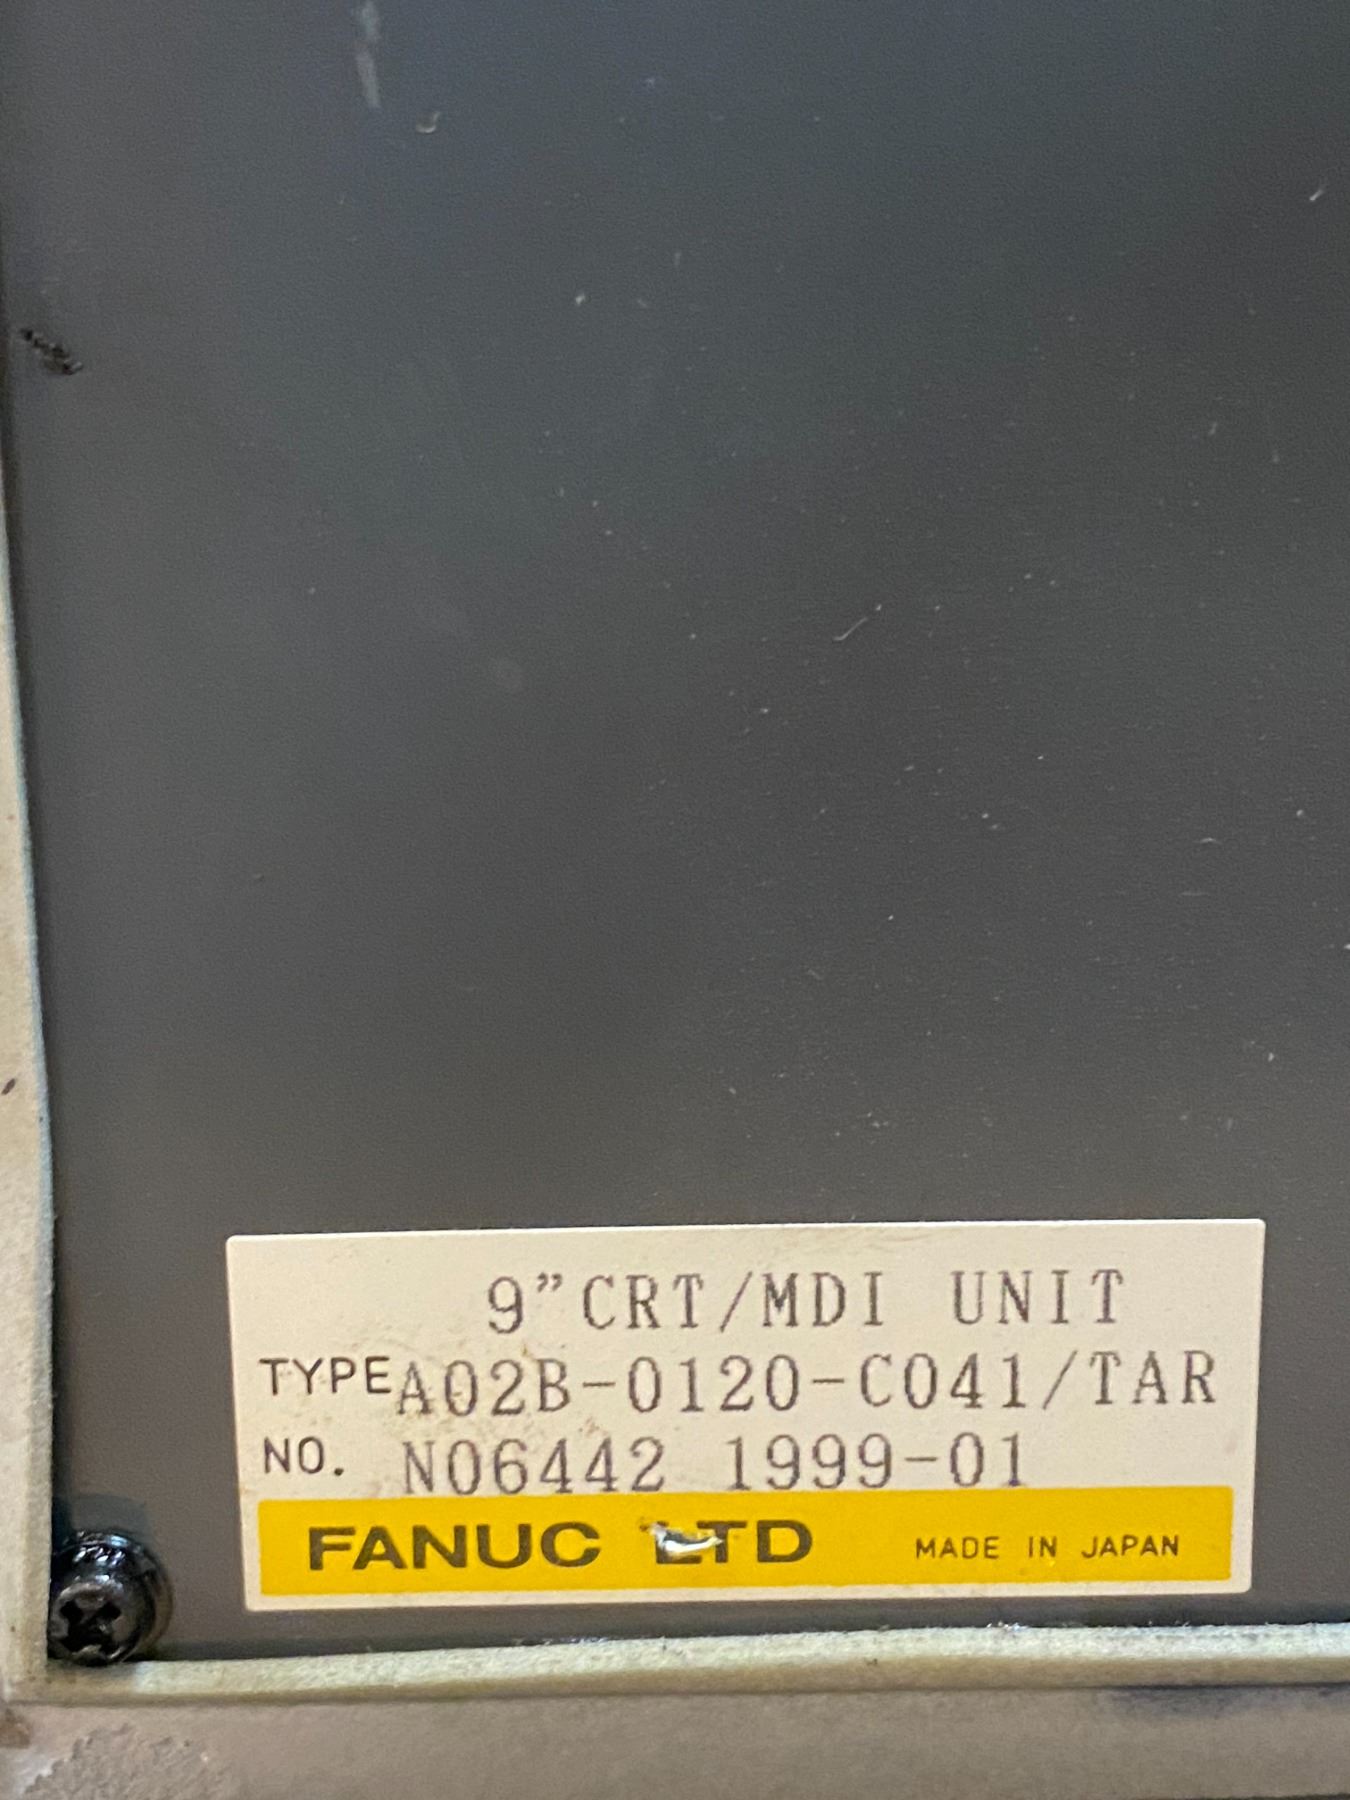 9”CRT/MDI UNIT
TYPE A02B-0120-C041/TAR
NO. N06442 1999-01
FANUC LTD MADE IN JAPAN